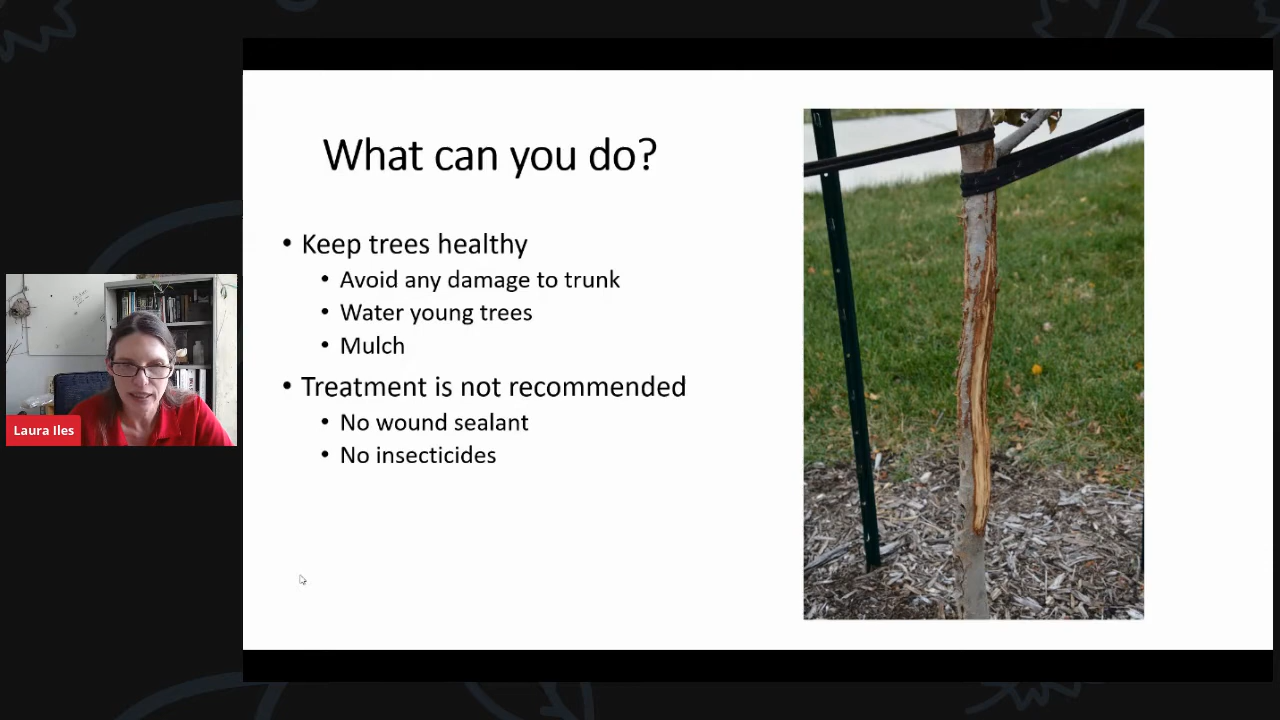 What can you do?
Keep trees healthy
Avoid any damage to trunk
Water young trees
Mulch
Treatment is not recommended
No wound sealant
No insecticides
Laura Iles